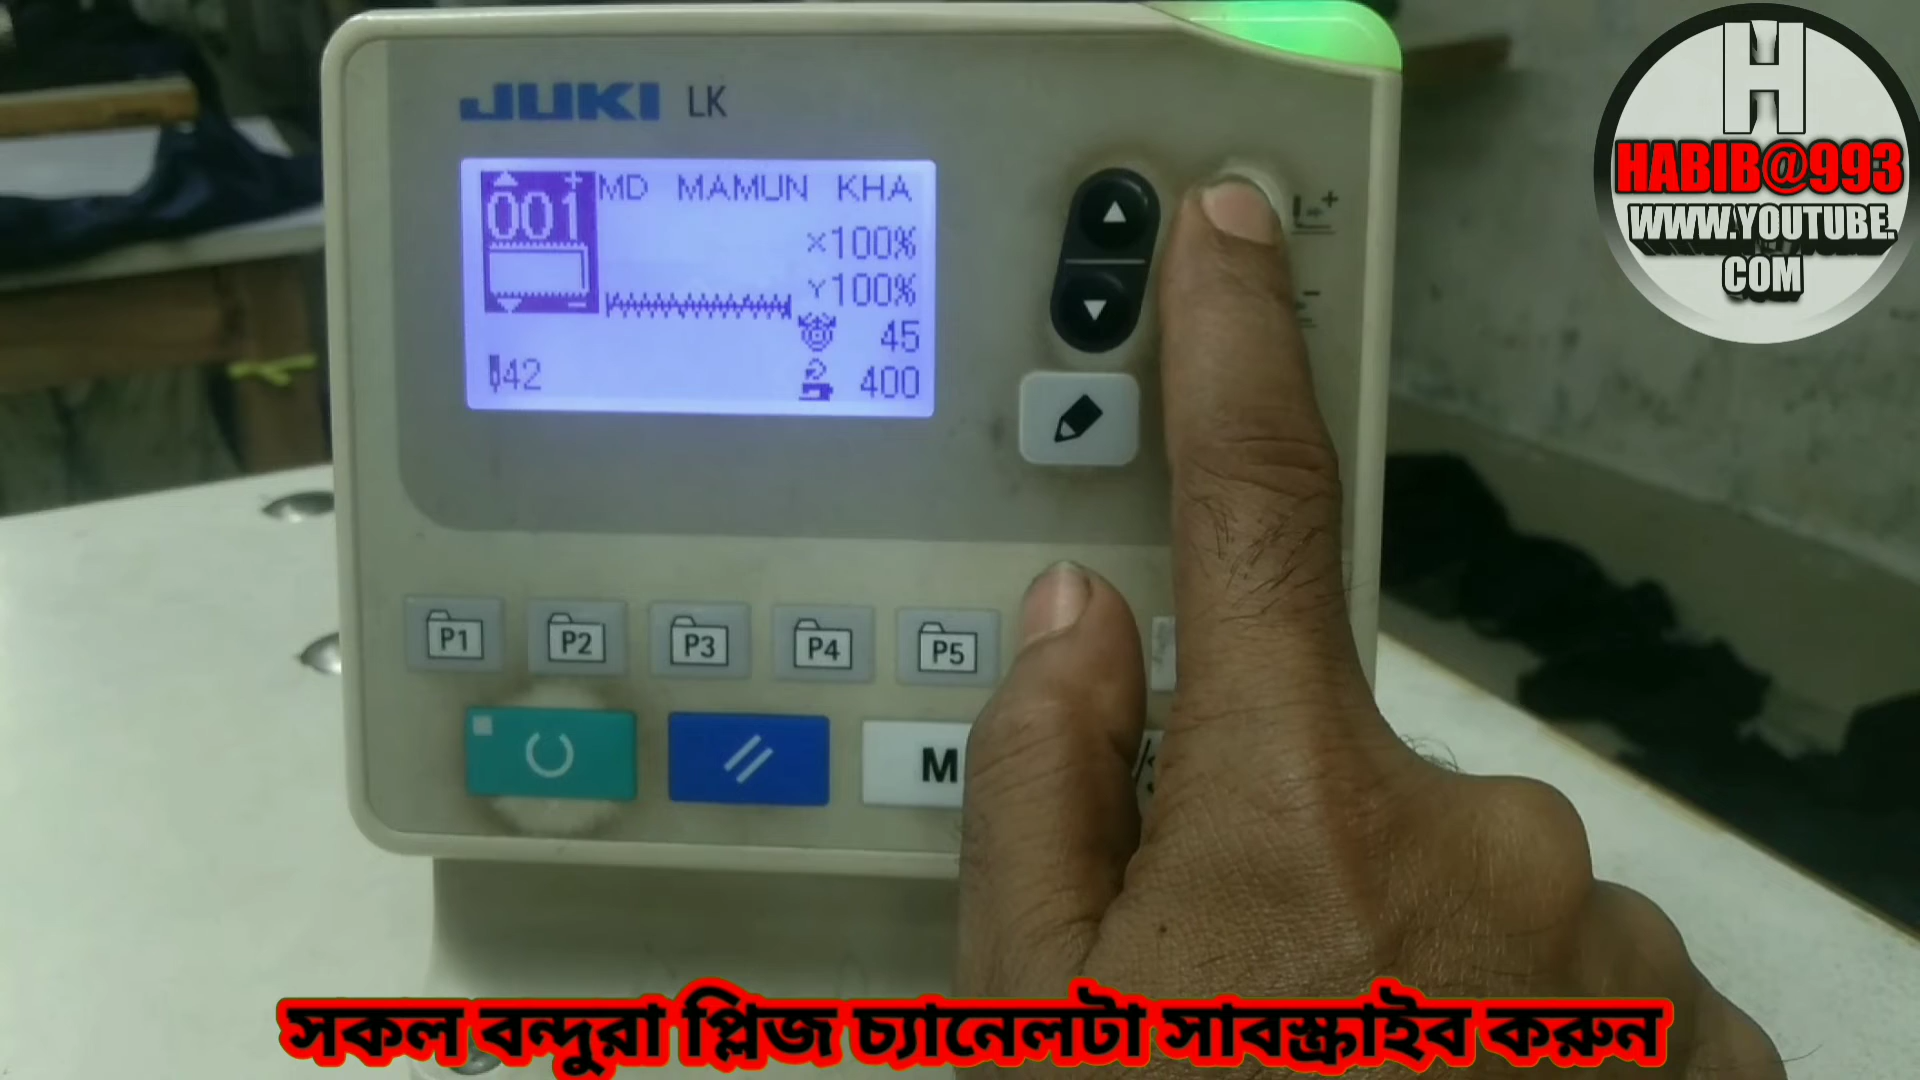 JUKI LK
001 MD MAMUN KHA
X100%
Y100%
45
42 400
P1 P2 P3 P4 P5
M
H
HABIB@993
WWW.YOUTUBE.
COM
সকল বন্দুরা প্লিজ চ্যানেলটা সাবস্ক্রাইব করুন